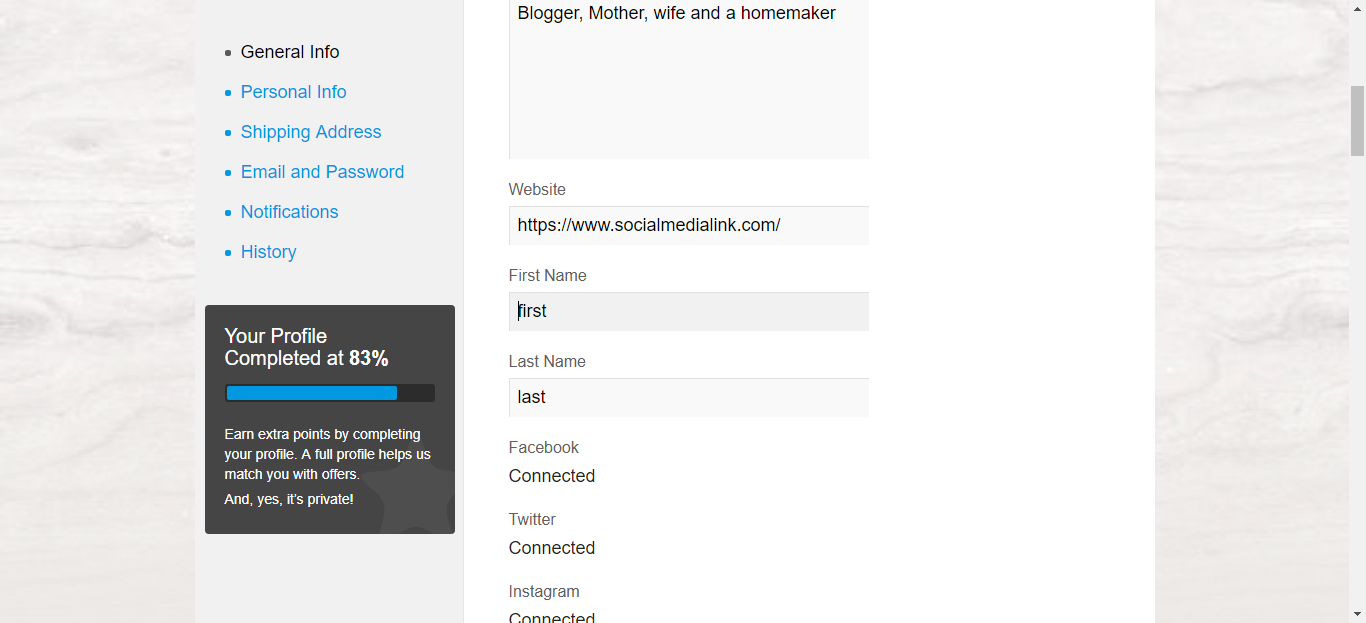 General Info
Personal Info
Shipping Address
Email and Password
Notifications
History
Your Profile
Completed at 83%
Earn extra points by completing
your profile. A full profile helps us
match you with offers.
And, yes, it's private!
Blogger, Mother, wife and a homemaker
Website
https://www.socialmedialink.com/
First Name
first
Last Name
last
Facebook
Connected
Twitter
Connected
Instagram
Connected